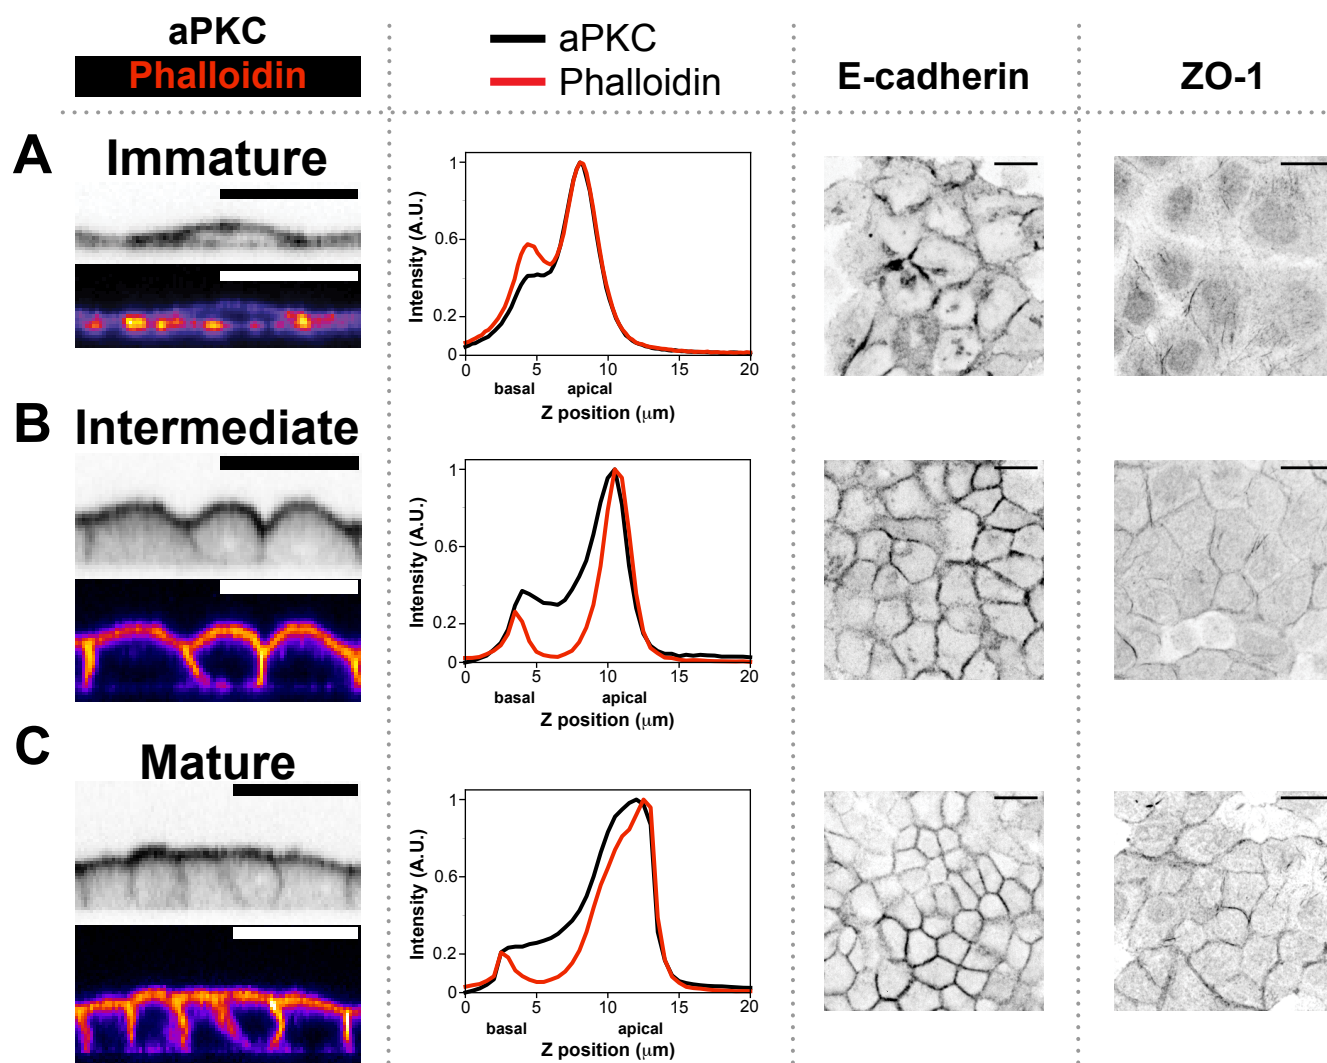 aPKC
Phalloidin
aPKC
Phalloidin
E-cadherin
ZO-1
A
Immature
Intensity (A.U.)
1
0.6
0.2
0
0 5 10 15 20
basal apical
Z position (μm)
B
Intermediate
Intensity (A.U.)
1
0.6
0.2
0
0 5 10 15 20
basal apical
Z position (μm)
C
Mature
Intensity (A.U.)
1
0.6
0.2
0
0 5 10 15 20
basal apical
Z position (μm)